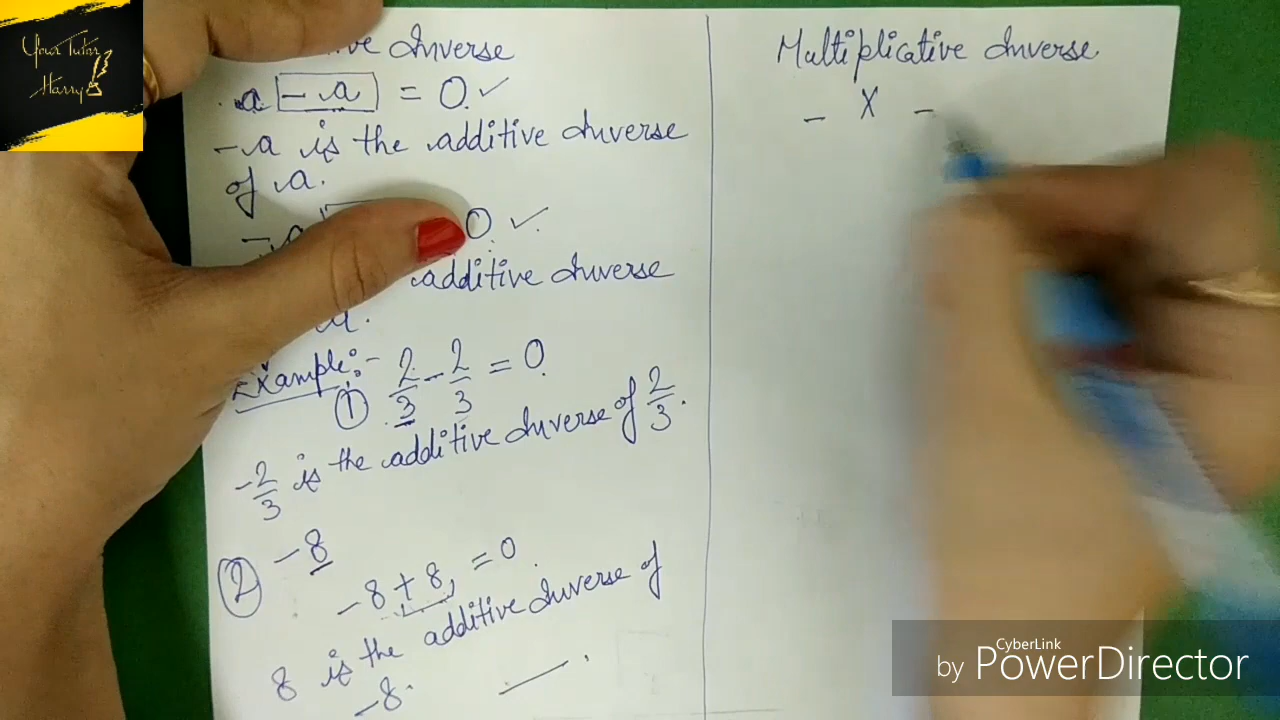 Your Tutor
Harry
ive Inverse
a - a = 0. ✓
-a is the additive Inverse
of a.
0. ✓
additive Inverse
Example:-
① 2/3 - 2/3 = 0.
-2/3 is the additive Inverse of 2/3.
② -8
-8 + 8, = 0.
8 is the additive Inverse of
-8.
Multiplicative Inverse
_ X _
CyberLink
by PowerDirector